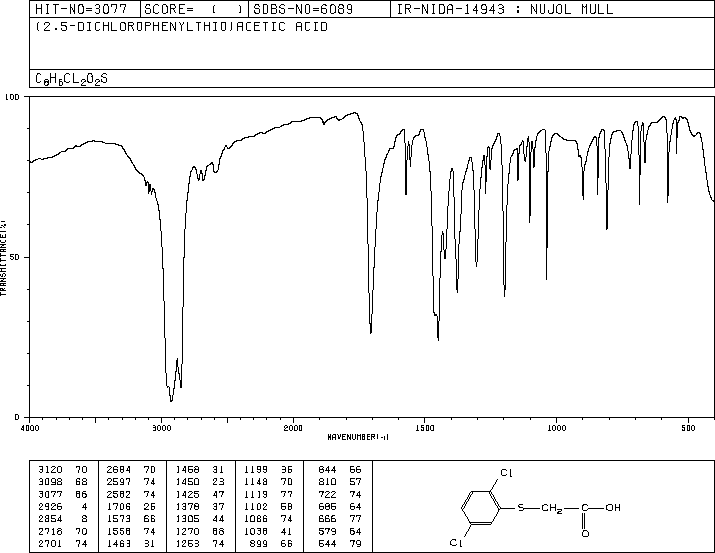 HIT-NO=3077 SCORE= ( ) SDBS-NO=6089 IR-NIDA-14943 : NUJOL MULL
(2,5-DICHLOROPHENYLTHIO)ACETIC ACID
C8H6CL2O2S
100
50
0
TRANSMITTANCE(%)
4000 3000 2000 1500 1000 500
WAVENUMBER(-1)
3120 70 2684 70 1468 31 1199 36 844 66
3098 68 2597 74 1450 23 1148 70 810 57
3077 66 2582 74 1425 47 1119 77 722 74
2926 4 1706 26 1378 37 1102 58 686 64
2854 8 1573 66 1305 44 1086 74 666 77
2718 70 1558 74 1270 68 1038 41 579 64
2701 74 1463 31 1253 74 899 66 544 79
Cl
S—CH2—C—OH
O
Cl